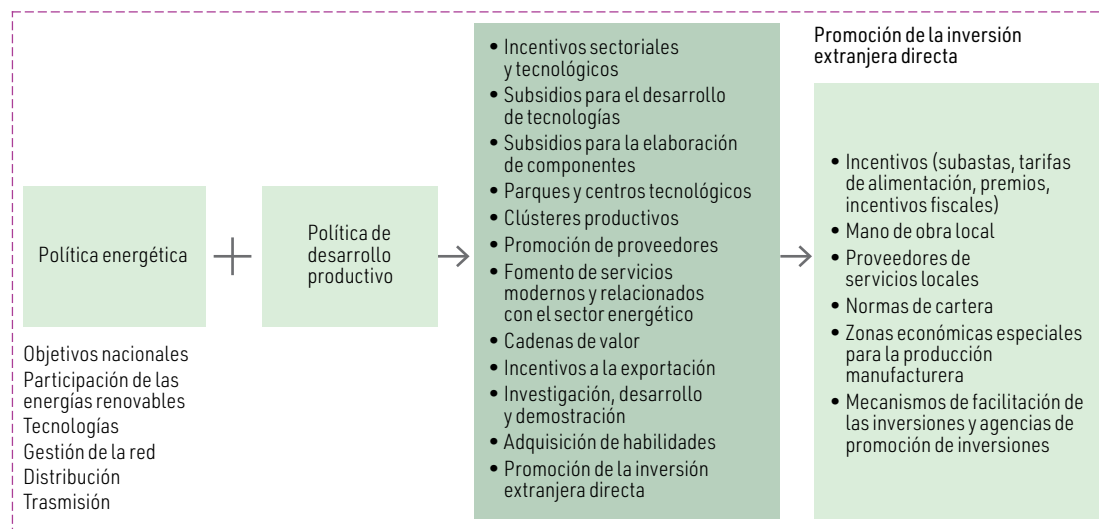 Política energética
Objetivos nacionales
Participación de las
energías renovables
Tecnologías
Gestión de la red
Distribución
Trasmisión
Política de
desarrollo
productivo
• Incentivos sectoriales
y tecnológicos
• Subsidios para el desarrollo
de tecnologías
• Subsidios para la elaboración
de componentes
• Parques y centros tecnológicos
• Clústeres productivos
• Promoción de proveedores
• Fomento de servicios
modernos y relacionados
con el sector energético
• Cadenas de valor
• Incentivos a la exportación
• Investigación, desarrollo
y demostración
• Adquisición de habilidades
• Promoción de la inversión
extranjera directa
Promoción de la inversión
extranjera directa
• Incentivos (subastas, tarifas
de alimentación, premios,
incentivos fiscales)
• Mano de obra local
• Proveedores de
servicios locales
• Normas de cartera
• Zonas económicas especiales
para la producción
manufacturera
• Mecanismos de facilitación de
las inversiones y agencias de
promoción de inversiones